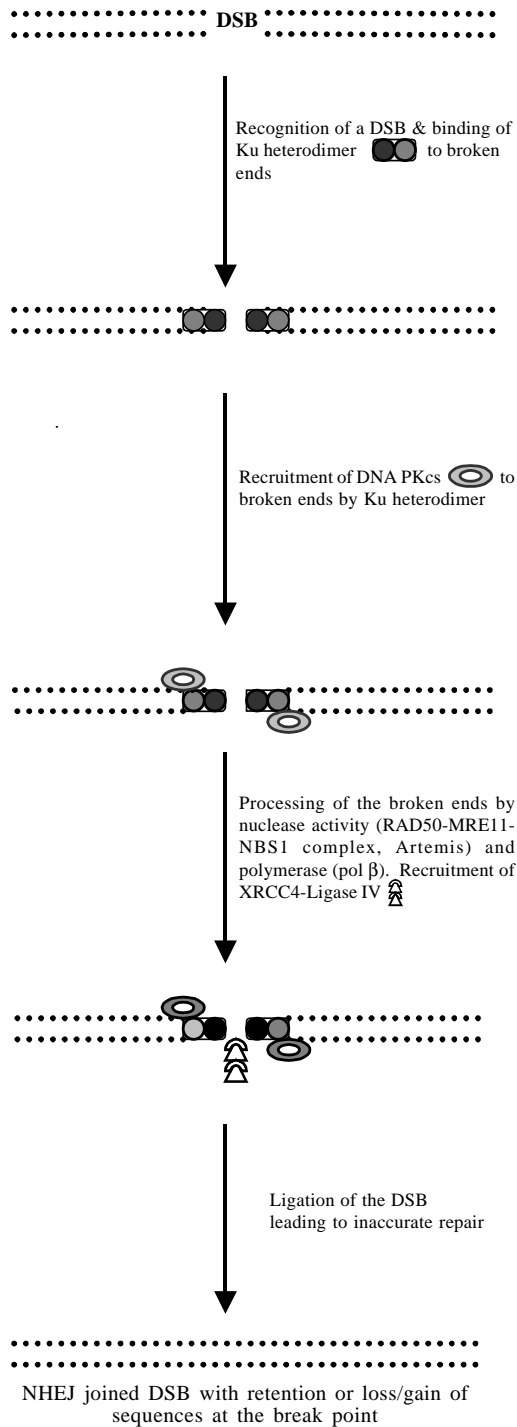 DSB
Recognition of a DSB & binding of
Ku heterodimer to broken
ends
Recruitment of DNA PKcs to
broken ends by Ku heterodimer
Processing of the broken ends by
nuclease activity (RAD50-MRE11-
NBS1 complex, Artemis) and
polymerase (pol β). Recruitment of
XRCC4-Ligase IV
Ligation of the DSB
leading to inaccurate repair
NHEJ joined DSB with retention or loss/gain of
sequences at the break point